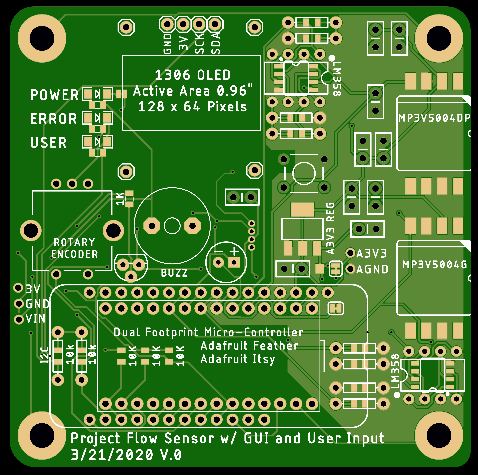 GND
3V
SCK
SDA
1306 OLED
Active Area 0.96"
128 x 64 Pixels
LM358
POWER
ERROR
USER
MP3V5004DP
1K
ROTARY
ENCODER
BUZZ
- +
A3V3 REG
A3V3
AGND
MP3V5004G
3V
GND
VIN
Dual Footprint Micro-Controller
Adafruit Feather
Adafruit Itsy
I2C
10k
10k
10k
10k
10k
LM358
Project Flow Sensor w/ GUI and User Input
3/21/2020 V.0